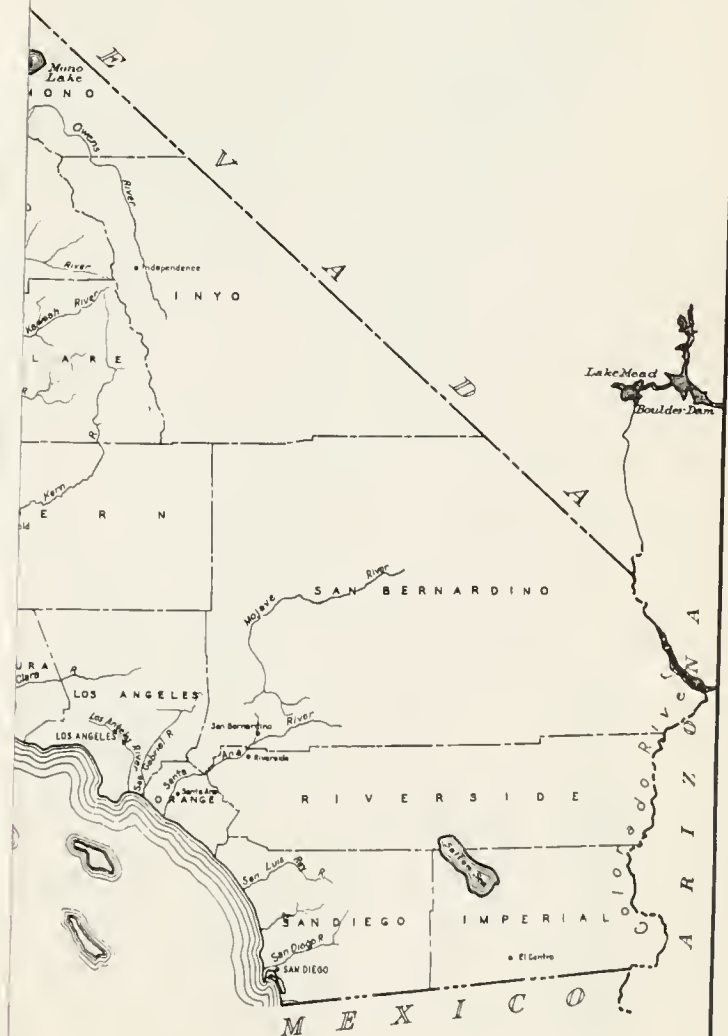 E V A D A
Mono
Lake
MONO
Owens
River
River
Independence
INYO
Kaweah River
LARE
R
Lake Mead
Boulder Dam
R
Kern
ERN
eld
Mojave River
SAN BERNARDINO
URA
Clara R
LOS ANGELES
Los Angeles River
LOS ANGELES
San Gabriel R
San Bernardino
Santa Ana River
Riverside
Santa Ana
ORANGE
RIVERSIDE
Colorado River
ARIZONA
Salton Sea
San Luis Rey R
SAN DIEGO
IMPERIAL
San Diego R
SAN DIEGO
El Centro
MEXICO